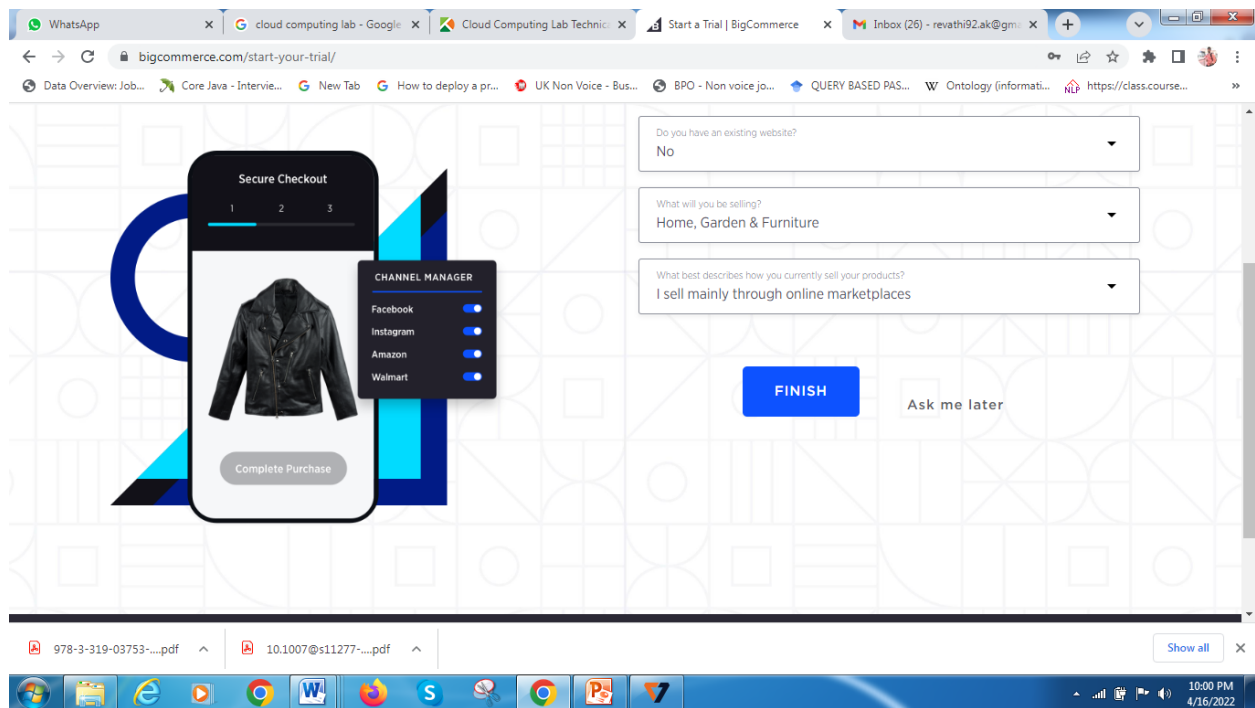 WhatsApp
cloud computing lab - Google
Cloud Computing Lab Technic
Start a Trial | BigCommerce
Inbox (26) - revathi92.ak@gm
bigcommerce.com/start-your-trial/
Data Overview: Job...
Core Java - Intervie...
New Tab
How to deploy a pr...
UK Non Voice - Bus...
BPO - Non voice jo...
QUERY BASED PAS...
W Ontology (informati...
NLP https://class.course...
»
Secure Checkout
1 2 3
CHANNEL MANAGER
Facebook
Instagram
Amazon
Walmart
Complete Purchase
Do you have an existing website?
No
What will you be selling?
Home, Garden & Furniture
What best describes how you currently sell your products?
I sell mainly through online marketplaces
FINISH
Ask me later
978-3-319-03753-....pdf
10.1007@s11277-....pdf
Show all
10:00 PM
4/16/2022